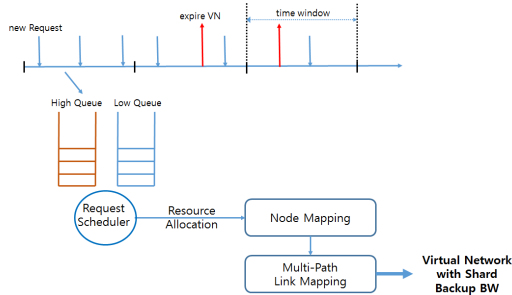 new Request
expire VN
time window
High Queue
Low Queue
Request
Scheduler
Resource
Allocation
Node Mapping
Multi-Path
Link Mapping
Virtual Network
with Shard
Backup BW